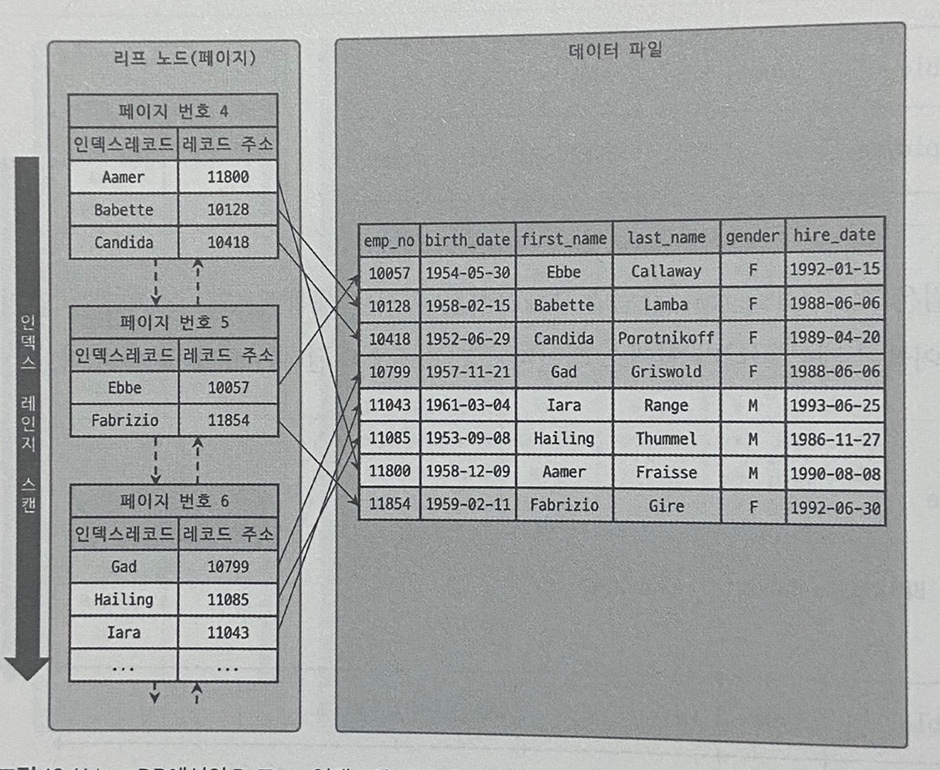 리프 노드(페이지)
페이지 번호 4
인덱스레코드 레코드 주소
Aamer 11800
Babette 10128
Candida 10418
페이지 번호 5
인덱스레코드 레코드 주소
Ebbe 10057
Fabrizio 11854
페이지 번호 6
인덱스레코드 레코드 주소
Gad 10799
Hailing 11085
Iara 11043
... ...
인덱스 레인지 스캔
데이터 파일
emp_no birth_date first_name last_name gender hire_date
10057 1954-05-30 Ebbe Callaway F 1992-01-15
10128 1958-02-15 Babette Lamba F 1988-06-06
10418 1952-06-29 Candida Porotnikoff F 1989-04-20
10799 1957-11-21 Gad Griswold F 1988-06-06
11043 1961-03-04 Iara Range M 1993-06-25
11085 1953-09-08 Hailing Thummel M 1986-11-27
11800 1958-12-09 Aamer Fraisse M 1990-08-08
11854 1959-02-11 Fabrizio Gire F 1992-06-30